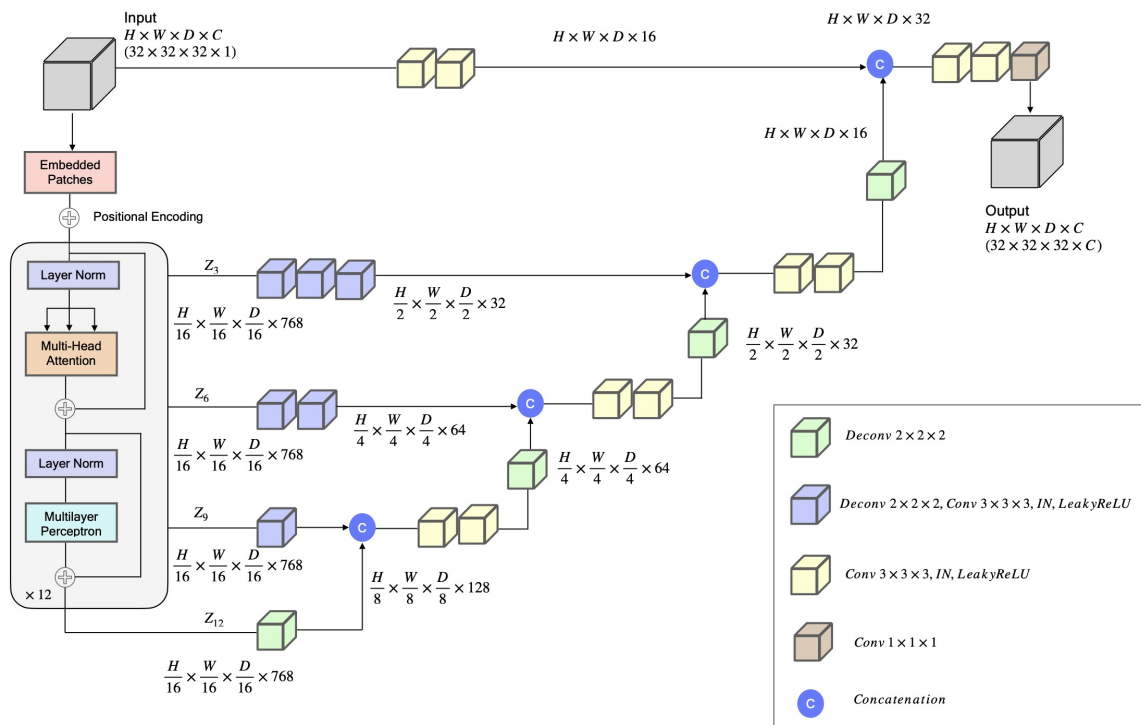 Input
H × W × D × C
(32 × 32 × 32 × 1)
H × W × D × 16
H × W × D × 32
C
H × W × D × 16
Embedded
Patches
Positional Encoding
Output
H × W × D × C
(32 × 32 × 32 × C)
Layer Norm
Z3
C
H/16 × W/16 × D/16 × 768
H/2 × W/2 × D/2 × 32
Multi-Head
Attention
H/2 × W/2 × D/2 × 32
Z6
C
H/16 × W/16 × D/16 × 768
H/4 × W/4 × D/4 × 64
Layer Norm
H/4 × W/4 × D/4 × 64
Multilayer
Perceptron
Z9
C
H/16 × W/16 × D/16 × 768
H/8 × W/8 × D/8 × 128
× 12
Z12
H/16 × W/16 × D/16 × 768
Deconv 2 × 2 × 2
Deconv 2 × 2 × 2, Conv 3 × 3 × 3, IN, LeakyReLU
Conv 3 × 3 × 3, IN, LeakyReLU
Conv 1 × 1 × 1
C
Concatenation